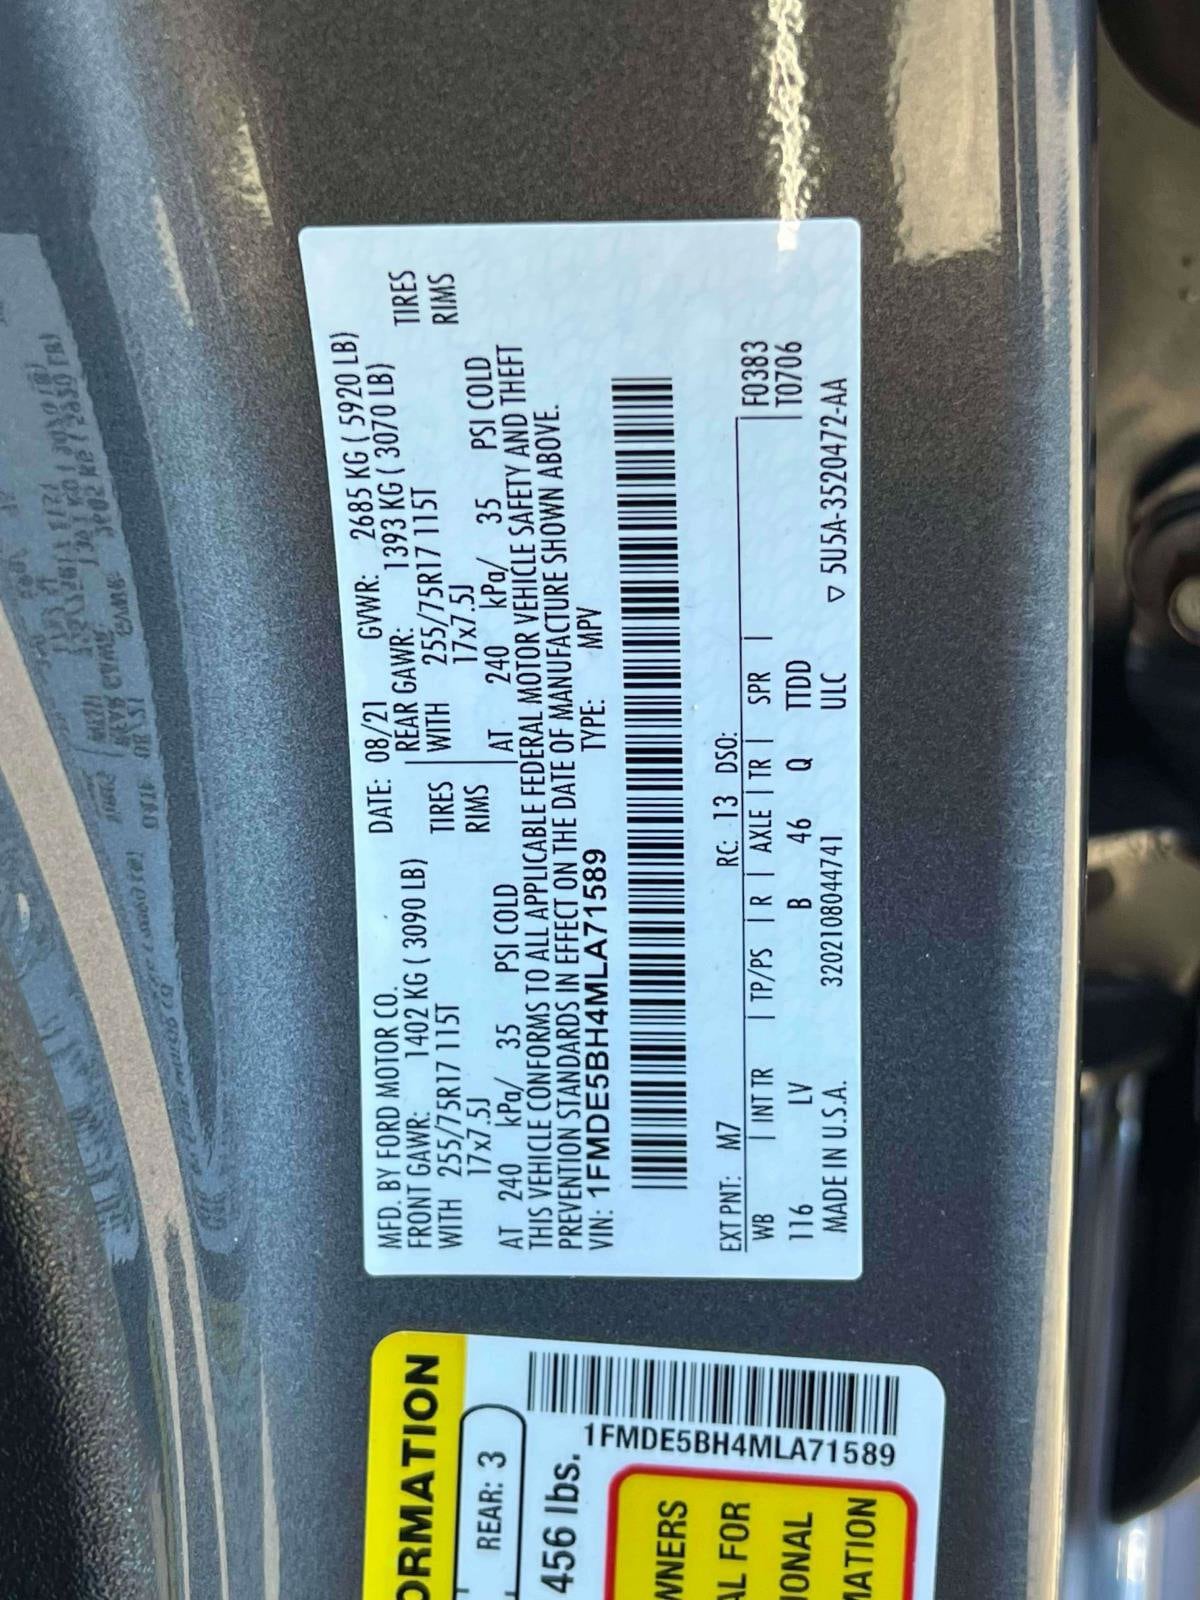 MFD. BY FORD MOTOR CO. DATE: 08/21 GVWR: 2685 KG ( 5920 LB)
FRONT GAWR: 1402 KG ( 3090 LB) REAR GAWR: 1393 KG ( 3070 LB)
WITH 255/75R17 115T TIRES WITH 255/75R17 115T TIRES
17x7.5J RIMS 17x7.5J RIMS
AT 240 kPa/ 35 PSI COLD AT 240 kPa/ 35 PSI COLD
THIS VEHICLE CONFORMS TO ALL APPLICABLE FEDERAL MOTOR VEHICLE SAFETY AND THEFT
PREVENTION STANDARDS IN EFFECT ON THE DATE OF MANUFACTURE SHOWN ABOVE.
VIN: 1FMDE5BH4MLA71589 TYPE: MPV
EXT PNT: M7 RC: 13 DSO:
WB | INT TR | TP/PS | R | AXLE | TR | SPR | F0383
116 LV B 46 Q TTDD T0706
MADE IN U.S.A. 320210804474​1 ULC ▽ 5U5A-3520472-AA
ORMATION
REAR: 3
456 lbs.
1FMDE5BH4MLA71589
WNERS
AL FOR
IONAL
MATION